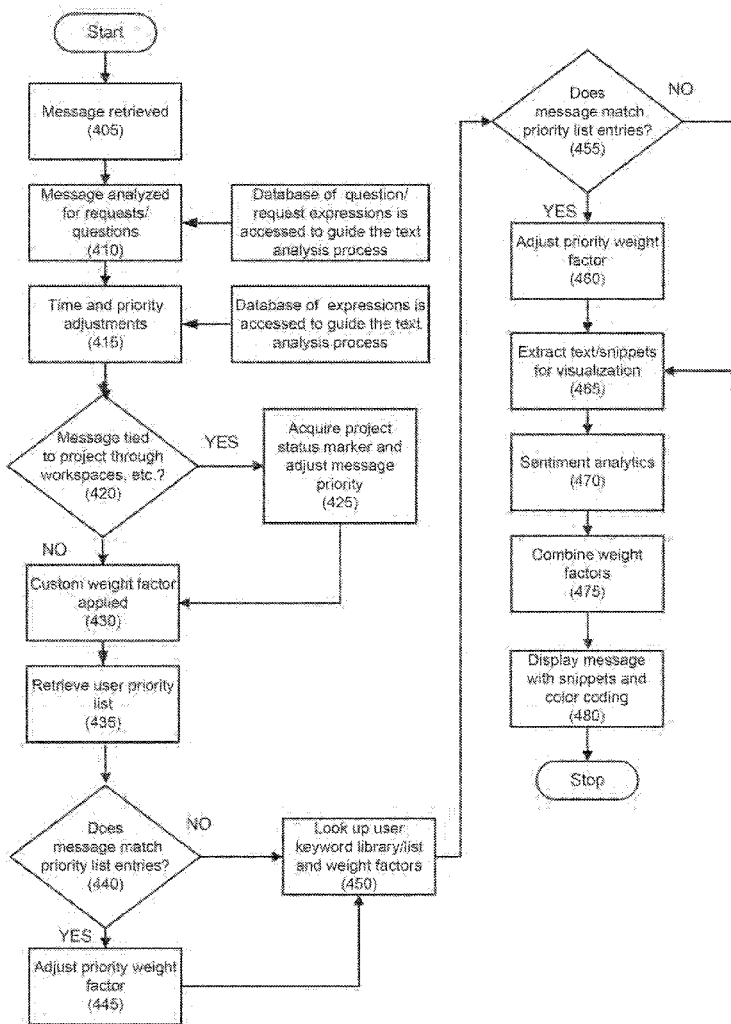 Start
Message retrieved
(405)
Message analyzed
for requests/
questions
(410)
Database of question/
request expressions is
accessed to guide the text
analysis process
Time and priority
adjustments
(415)
Database of expressions is
accessed to guide the text
analysis process
Message tied
to project through
workspaces, etc.?
(420)
YES
Acquire project
status marker and
adjust message
priority
(425)
NO
Custom weight factor
applied
(430)
Retrieve user priority
list
(435)
Does
message match
priority list entries?
(440)
NO
Look up user
keyword library/list
and weight factors
(450)
YES
Adjust priority weight
factor
(445)
Does
message match
priority list entries?
(455)
NO
YES
Adjust priority weight
factor
(460)
Extract text/snippets
for visualization
(465)
Sentiment analytics
(470)
Combine weight
factors
(475)
Display message
with snippets and
color coding
(480)
Stop